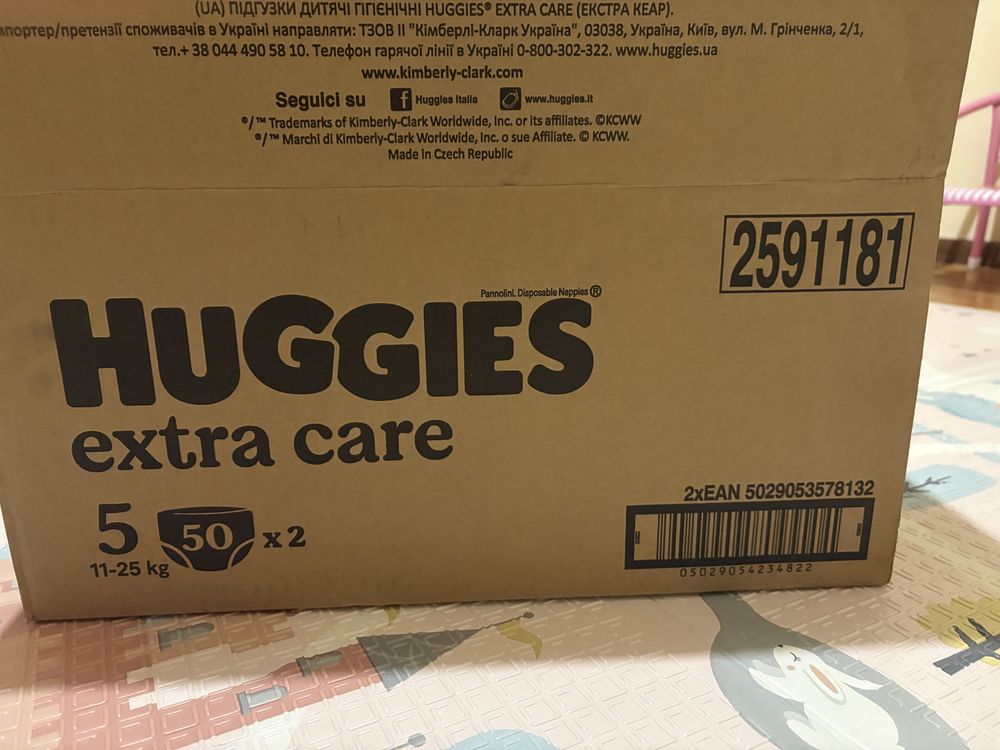 (UA) ПІДГУЗКИ ДИТЯЧІ ГІГІЄНІЧНІ HUGGIES® EXTRA CARE (ЕКСТРА КЕАР).
мпортер/претензії споживачів в Україні направляти: ТЗОВ ІІ "Кімберлі-Кларк Україна", 03038, Україна, Київ, вул. М. Грінченка, 2/1,
тел.+ 38 044 490 58 10. Телефон гарячої лінії в Україні 0-800-302-322. www.huggies.ua
www.kimberly-clark.com
Seguici su f Huggies Italia www.huggies.it
®/™ Trademarks of Kimberly-Clark Worldwide, Inc. or its affiliates. ©KCWW
®/™ Marchi di Kimberly-Clark Worldwide, Inc. o sue Affiliate. © KCWW.
Made in Czech Republic
2591181
Pannolini. Disposable Nappies ®
HUGGIES
extra care
5 50 x 2
11-25 kg
2xEAN 5029053578132
05029054234822